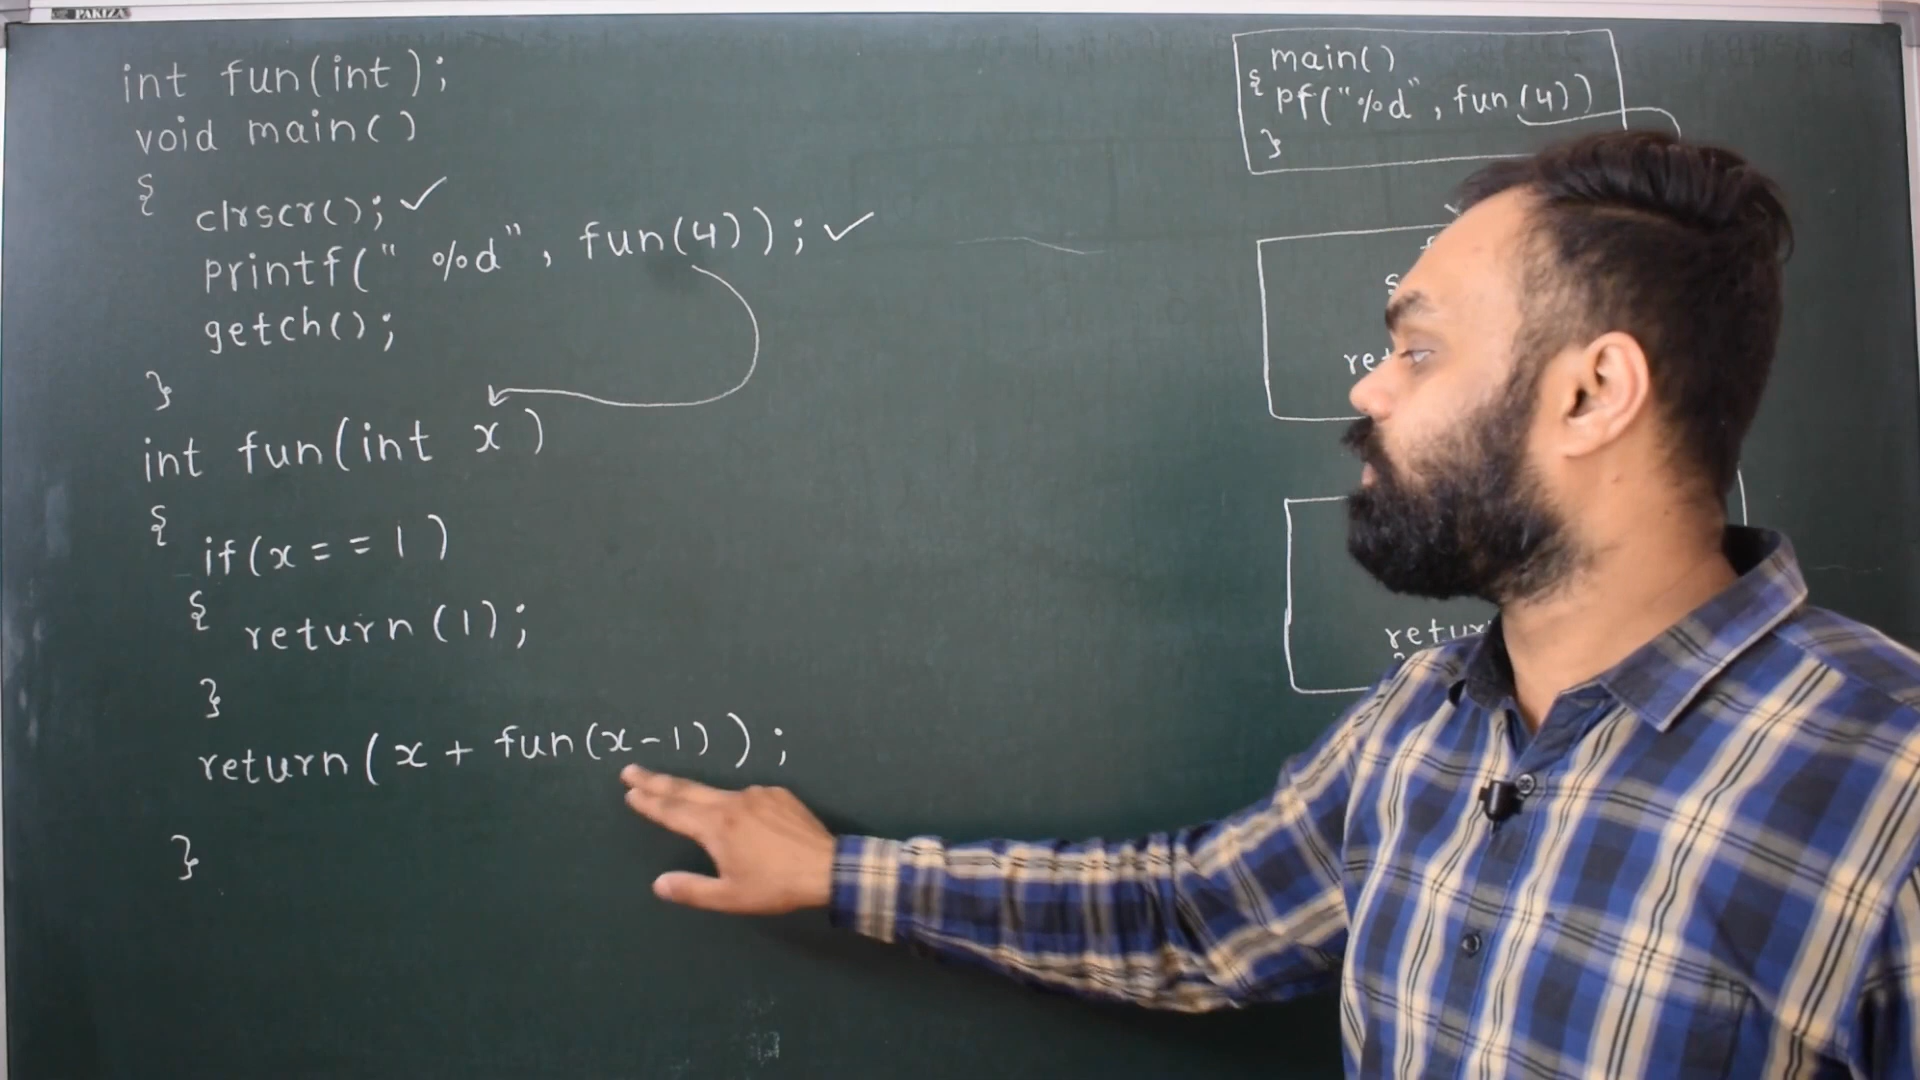 PAKIZA
int fun(int);
void main()
{
clrscr(); ✓
printf(" %d", fun(4)); ✓
getch();
}
int fun(int x)
{
if(x==1)
{
return(1);
}
return(x + fun(x-1));
}
main()
{ pf("%d", fun(4))
}